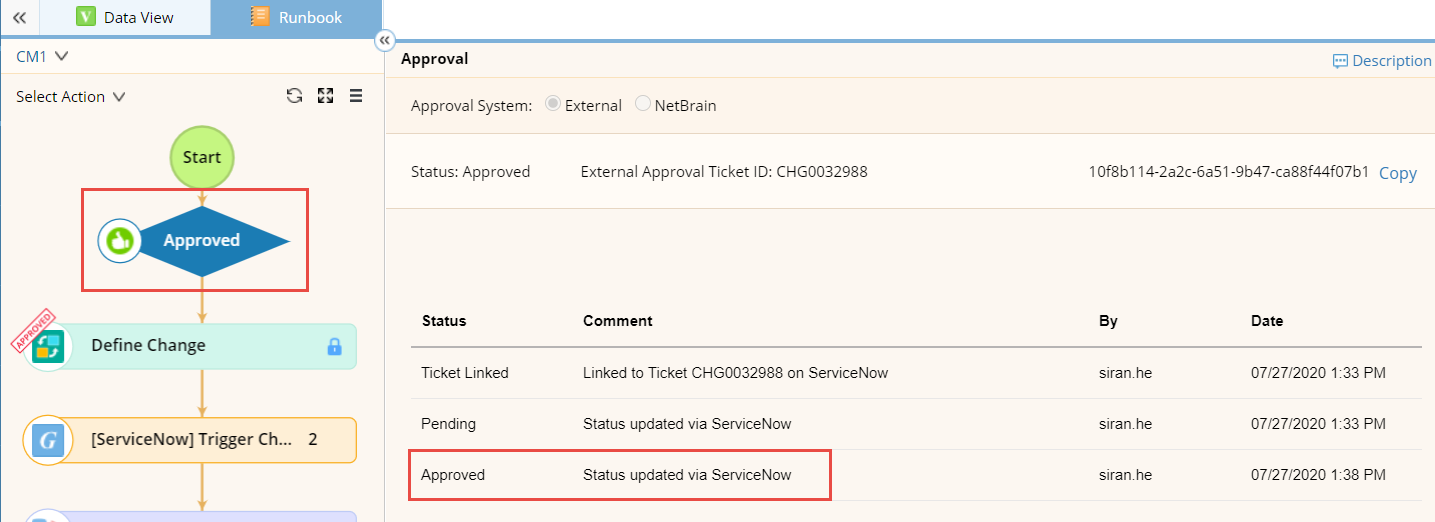 Data View
Runbook
CM1
Select Action
Start
Approved
APPROVED
Define Change
G
[ServiceNow] Trigger Ch... 2
Approval
Description
Approval System: External NetBrain
Status: Approved External Approval Ticket ID: CHG0032988 10f8b114-2a2c-6a51-9b47-ca88f44f07b1 Copy
Status Comment By Date
Ticket Linked Linked to Ticket CHG0032988 on ServiceNow siran.he 07/27/2020 1:33 PM
Pending Status updated via ServiceNow siran.he 07/27/2020 1:33 PM
Approved Status updated via ServiceNow siran.he 07/27/2020 1:38 PM